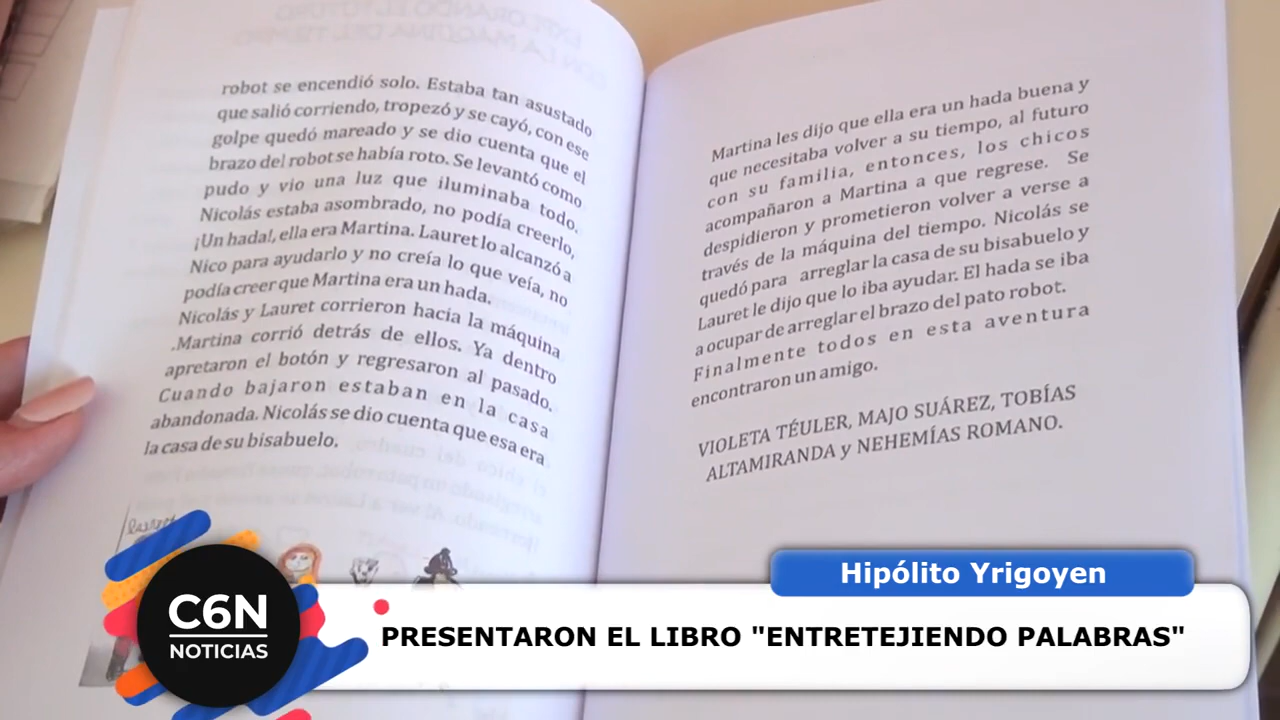 robot se encendió solo. Estaba tan asustado
que salió corriendo, tropezó y se cayó, con ese
golpe quedó mareado y se dio cuenta que el
brazo del robot se había roto. Se levantó como
pudo y vio una luz que iluminaba todo.
Nicolás estaba asombrado, no podía creerlo,
¡Un hada!, ella era Martina. Lauret lo alcanzó a
Nico para ayudarlo y no creía lo que veía, no
podía creer que Martina era un hada.
Nicolás y Lauret corrieron hacia la máquina
.Martina corrió detrás de ellos. Ya dentro
apretaron el botón y regresaron al pasado.
Cuando bajaron estaban en la casa
abandonada. Nicolás se dio cuenta que esa era
la casa de su bisabuelo.
lauret
Martina les dijo que ella era un hada buena y
que necesitaba volver a su tiempo, al futuro
con su familia, entonces, los chicos
acompañaron a Martina a que regrese. Se
despidieron y prometieron volver a verse a
través de la máquina del tiempo. Nicolás se
quedó para arreglar la casa de su bisabuelo y
Lauret le dijo que lo iba ayudar. El hada se iba
a ocupar de arreglar el brazo del pato robot.
Finalmente todos en esta aventura
encontraron un amigo.
VIOLETA TÉULER, MAJO SUÁREZ, TOBÍAS
ALTAMIRANDA y NEHEMÍAS ROMANO.
Hipólito Yrigoyen
C6N
NOTICIAS
PRESENTARON EL LIBRO "ENTRETEJIENDO PALABRAS"